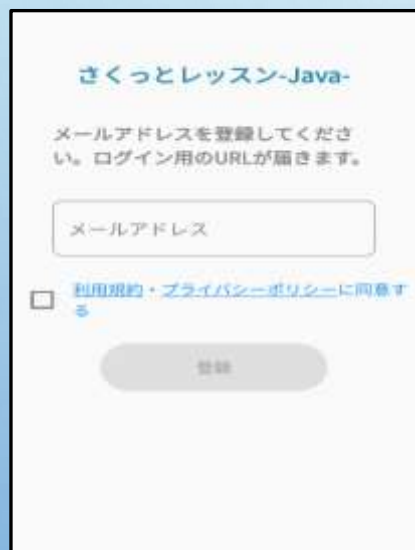 さくっとレッスン-Java-
メールアドレスを登録してくださ
い。ログイン用のURLが届きます。
メールアドレス
利用規約・プライバシーポリシーに同意す
る
登録